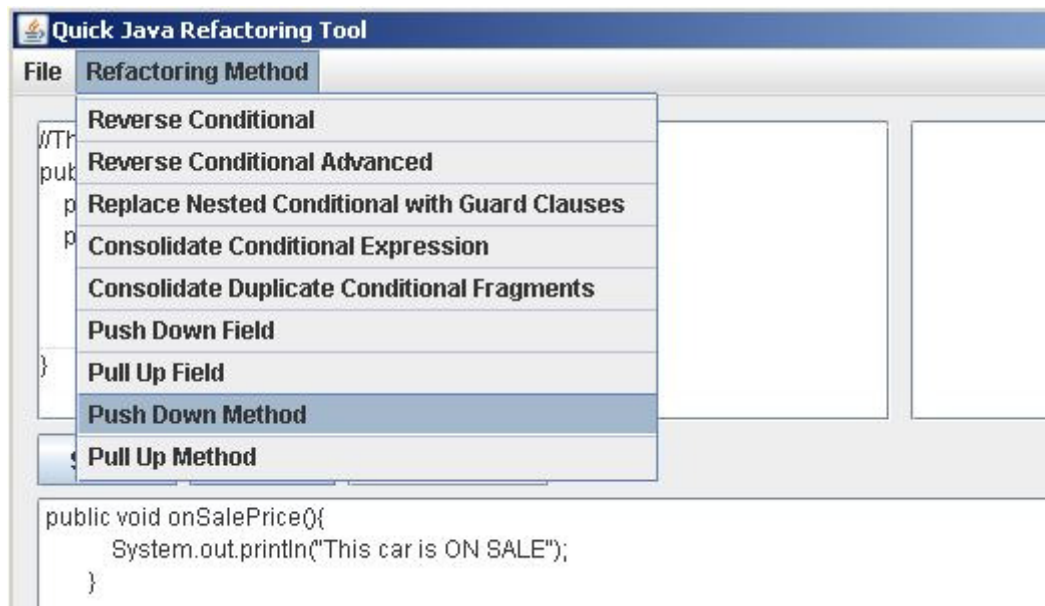 Quick Java Refactoring Tool
File Refactoring Method
Reverse Conditional
Reverse Conditional Advanced
Replace Nested Conditional with Guard Clauses
Consolidate Conditional Expression
Consolidate Duplicate Conditional Fragments
Push Down Field
Pull Up Field
}
Push Down Method
Pull Up Method
public void onSalePrice(){
System.out.println("This car is ON SALE");
}